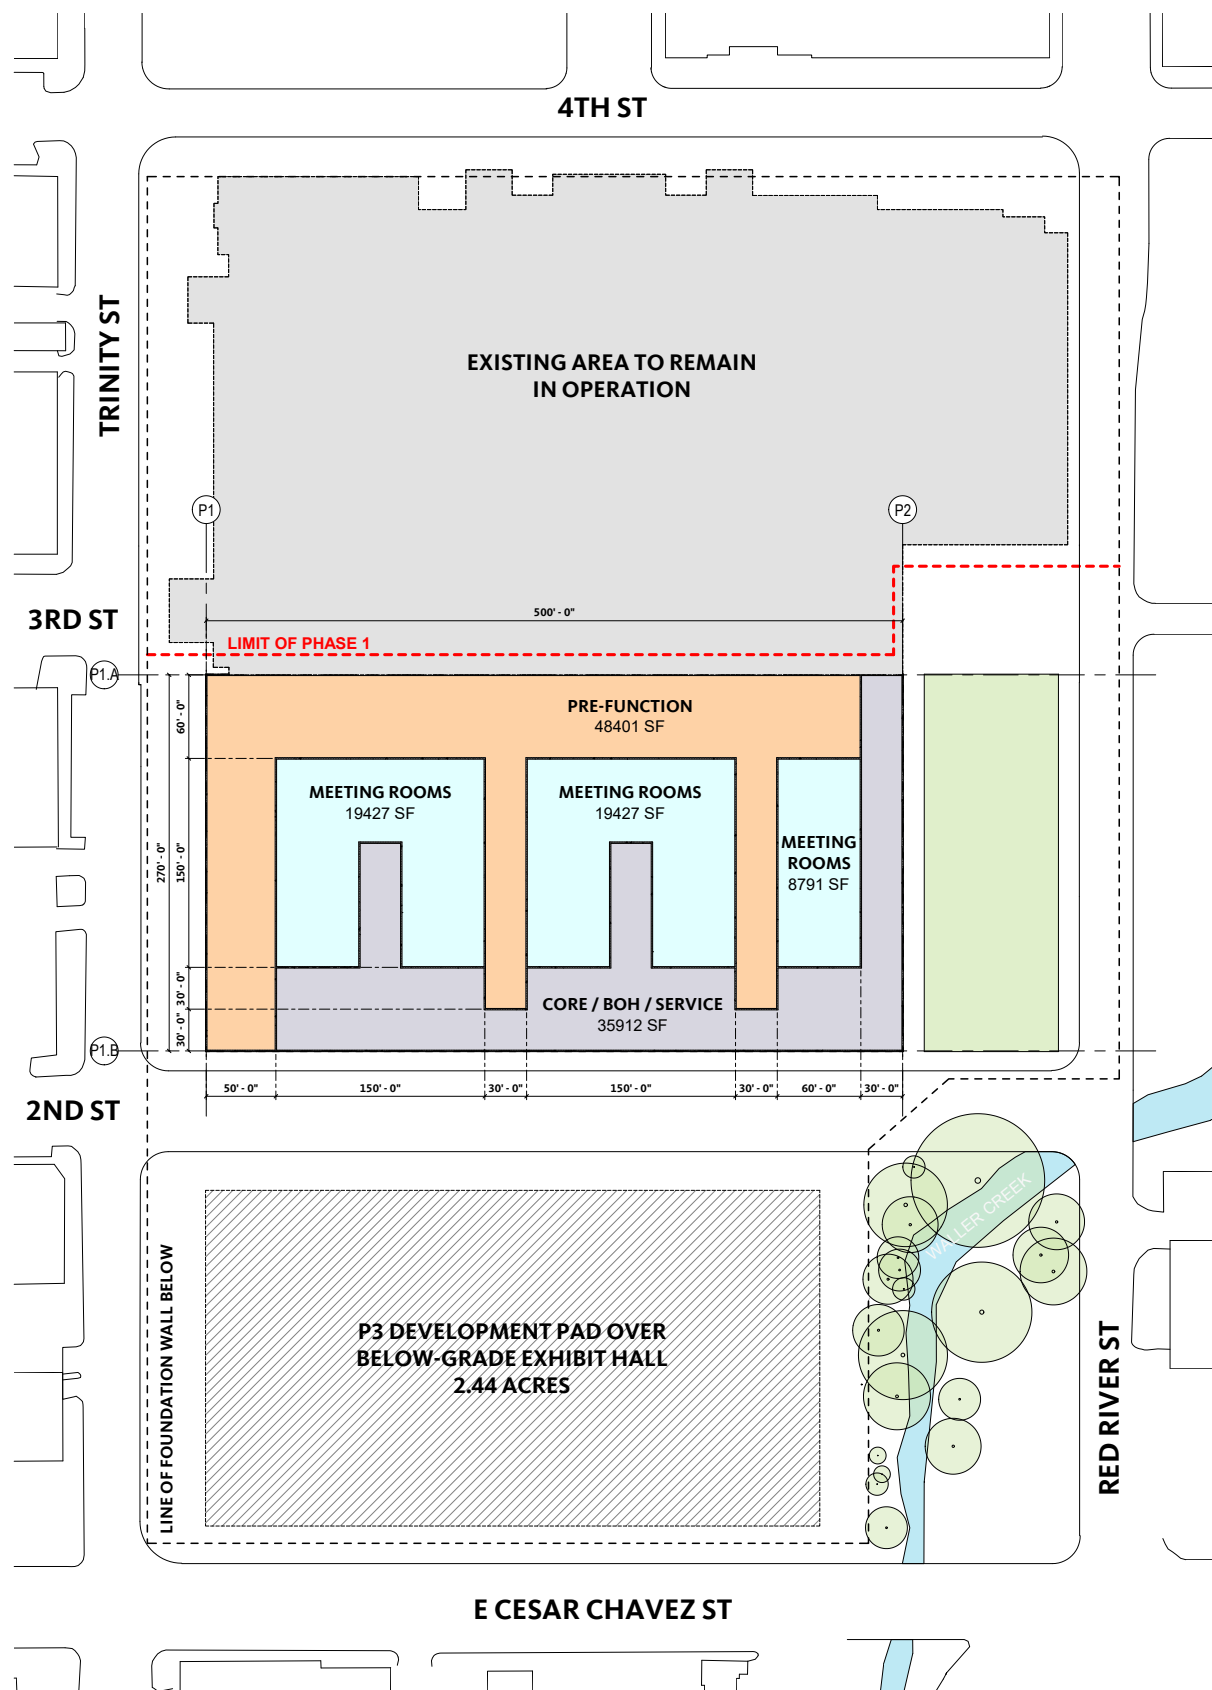 4TH ST
TRINITY ST
EXISTING AREA TO REMAIN
IN OPERATION
P1
P2
3RD ST
500' - 0"
LIMIT OF PHASE 1
P1.A
60' - 0"
PRE-FUNCTION
48401 SF
MEETING ROOMS
19427 SF
MEETING ROOMS
19427 SF
MEETING
ROOMS
8791 SF
270' - 0"
150' - 0"
30' - 0"
30' - 0"
CORE / BOH / SERVICE
35912 SF
P1.B
50' - 0"
150' - 0"
30' - 0"
150' - 0"
30' - 0"
60' - 0"
30' - 0"
2ND ST
WALLER CREEK
LINE OF FOUNDATION WALL BELOW
P3 DEVELOPMENT PAD OVER
BELOW-GRADE EXHIBIT HALL
2.44 ACRES
RED RIVER ST
E CESAR CHAVEZ ST